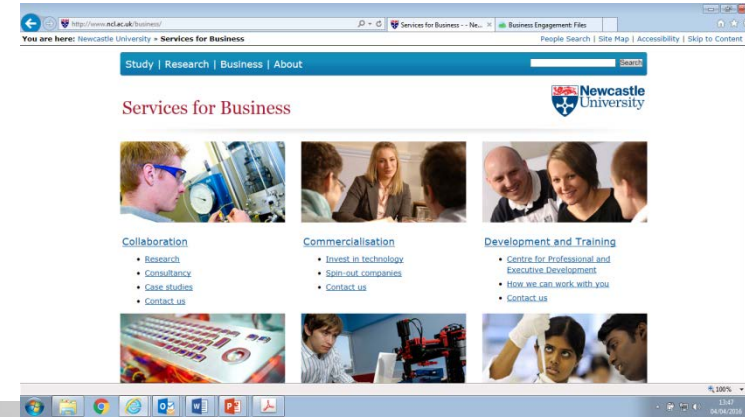 http://www.ncl.ac.uk/business/
Services for Business - - Ne...
Business Engagement: Files
You are here: Newcastle University » Services for Business
People Search | Site Map | Accessibility | Skip to Content
Study | Research | Business | About
Search
Services for Business
Newcastle University
Collaboration
Research
Consultancy
Case studies
Contact us
Commercialisation
Invest in technology
Spin-out companies
Contact us
Development and Training
Centre for Professional and
Executive Development
How we can work with you
Contact us
100%
13:47
04/04/2016